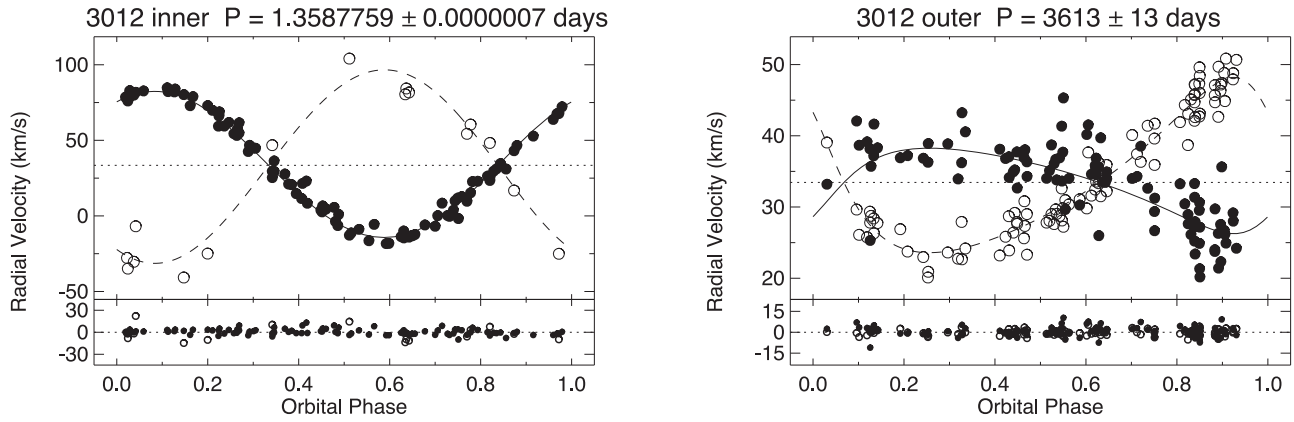 3012 inner P = 1.3587759 ± 0.0000007 days
Radial Velocity (km/s)
100
50
0
-50
30
0
-30
0.0 0.2 0.4 0.6 0.8 1.0
Orbital Phase
3012 outer P = 3613 ± 13 days
Radial Velocity (km/s)
50
40
30
20
15
0
-15
0.0 0.2 0.4 0.6 0.8 1.0
Orbital Phase